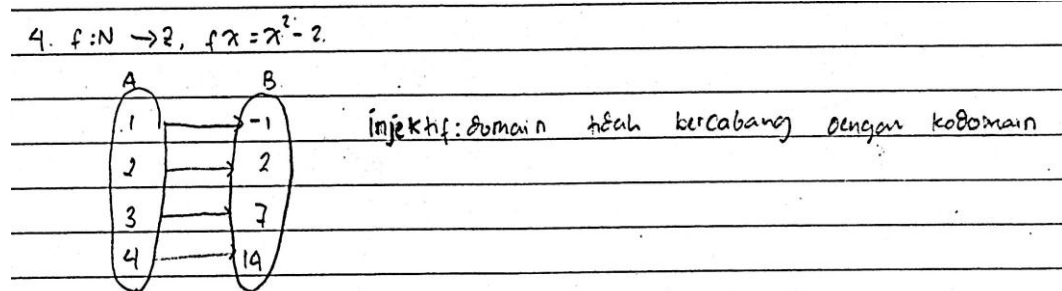 4. f:N → Z, fx = x² - 2.
A B
1 → -1 injektif: domain tidak bercabang dengan kodomain
2 → 2
3 → 7
4 → 14